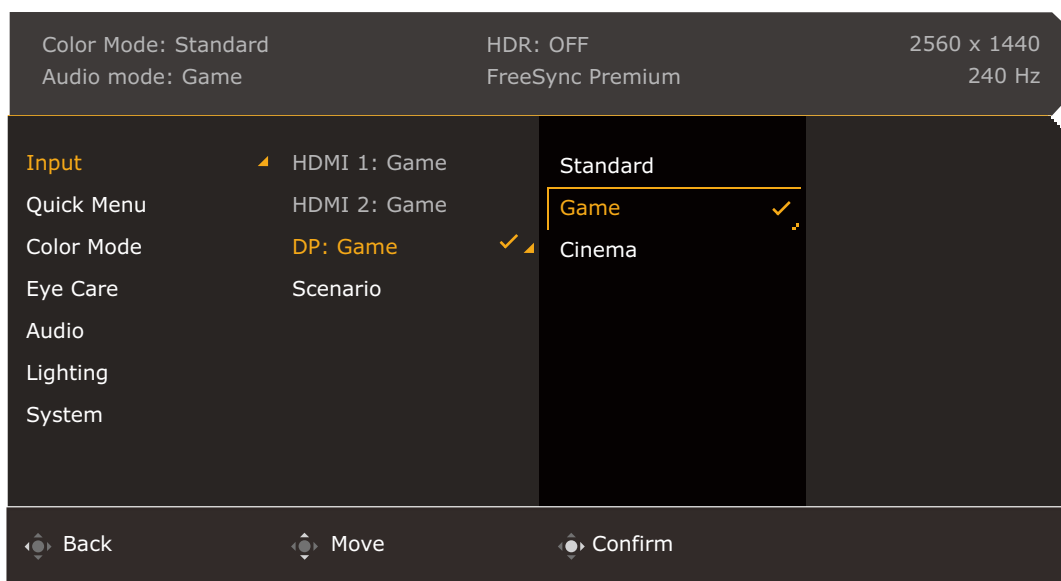 Color Mode: Standard
Audio mode: Game
HDR: OFF
FreeSync Premium
2560 x 1440
240 Hz
Input
Quick Menu
Color Mode
Eye Care
Audio
Lighting
System
HDMI 1: Game
HDMI 2: Game
DP: Game
Scenario
Standard
Game
Cinema
Back
Move
Confirm